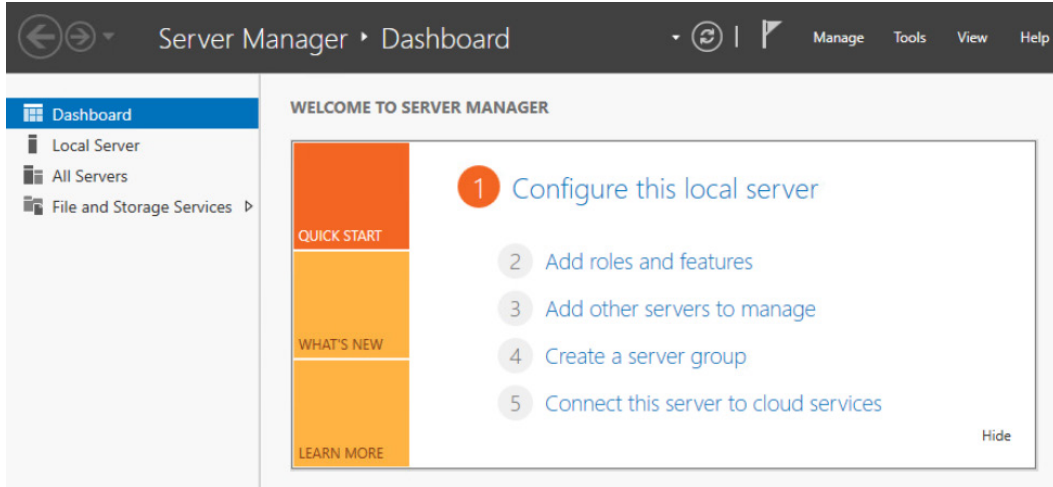 Server Manager ‣ Dashboard
Manage Tools View Help
Dashboard
Local Server
All Servers
File and Storage Services
WELCOME TO SERVER MANAGER
QUICK START
WHAT'S NEW
LEARN MORE
1 Configure this local server
2 Add roles and features
3 Add other servers to manage
4 Create a server group
5 Connect this server to cloud services
Hide